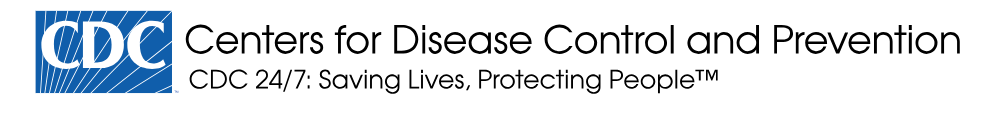 CDC
Centers for Disease Control and Prevention
CDC 24/7: Saving Lives, Protecting People™